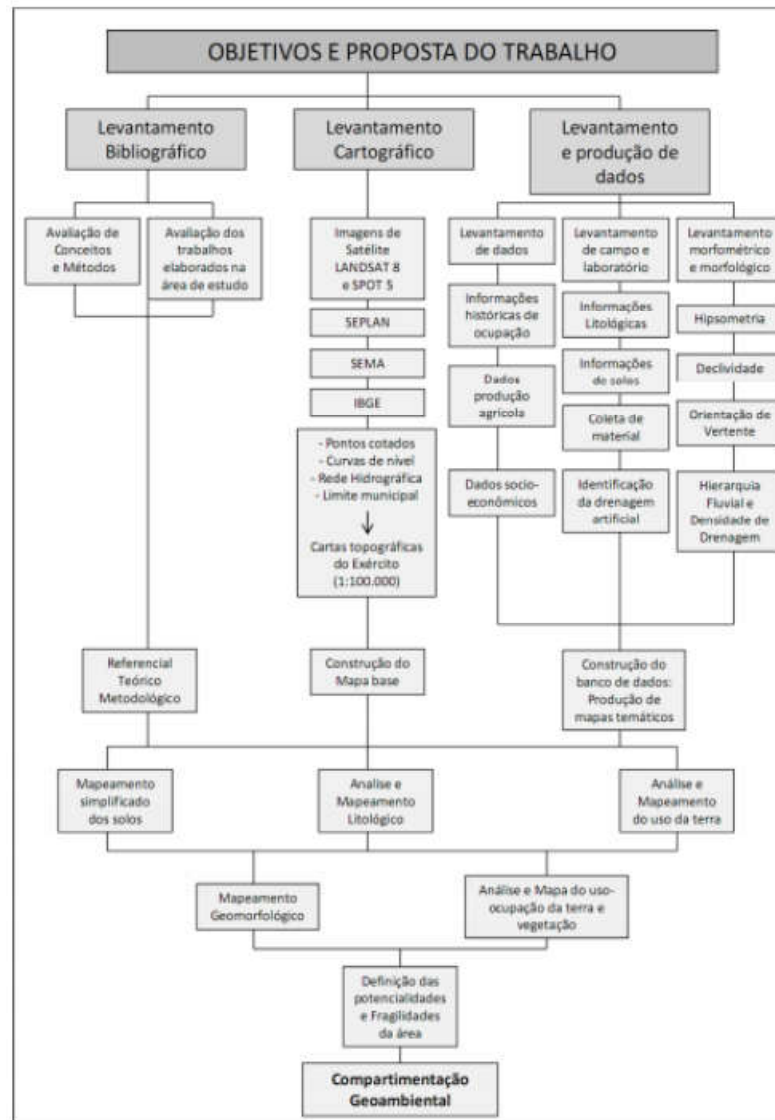 OBJETIVOS E PROPOSTA DO TRABALHO
Levantamento
Bibliográfico
Levantamento
Cartográfico
Levantamento
e produção de
dados
Avaliação de
Conceitos
e Métodos
Avaliação dos
trabalhos
elaborados na
área de estudo
Imagens de
Satélite
LANDSAT 8
e SPOT 5
SEPLAN
SEMA
IBGE
- Pontos cotados
- Curvas de nível
- Rede Hidrográfica
- Limite municipal
Cartas topográficas
do Exército
(1:100.000)
Levantamento
de dados
Informações
históricas de
ocupação
Dados
produção
agrícola
Dados socio-
econômicos
Levantamento
de campo e
laboratório
Informações
Litológicas
Informações
de solos
Coleta de
material
Identificação
da drenagem
artificial
Levantamento
morfométrico
e morfológico
Hipsometria
Declividade
Orientação de
Vertente
Hierarquia
Fluvial e
Densidade de
Drenagem
Referencial
Teórico
Metodológico
Construção do
Mapa base
Construção do
banco de dados:
Produção de
mapas temáticos
Mapeamento
simplificado
dos solos
Analise e
Mapeamento
Litológico
Análise e
Mapeamento
do uso da terra
Mapeamento
Geomorfológico
Análise e Mapa do uso-
ocupação da terra e
vegetação
Definição das
potencialidades
e Fragilidades
da área
Compartimentação
Geoambiental